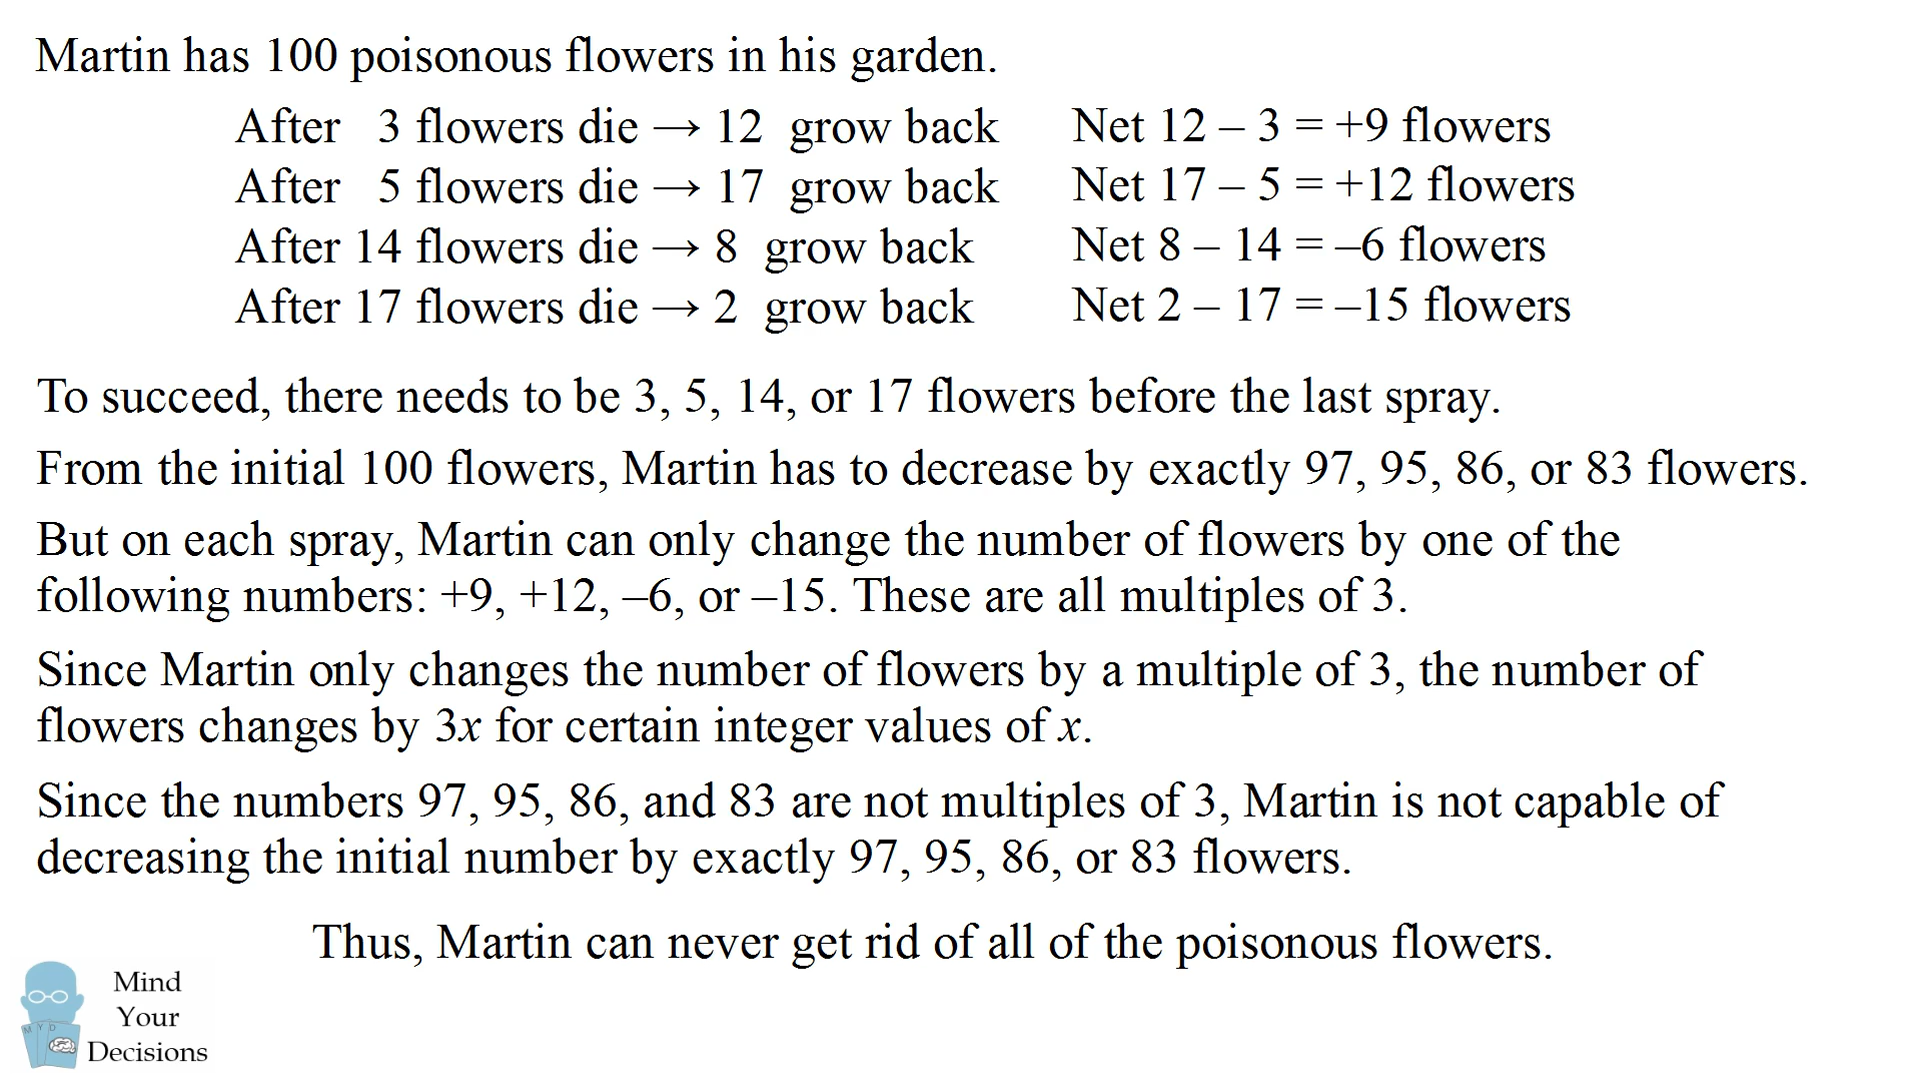 Martin has 100 poisonous flowers in his garden.
After 3 flowers die → 12 grow back Net 12 – 3 = +9 flowers
After 5 flowers die → 17 grow back Net 17 – 5 = +12 flowers
After 14 flowers die → 8 grow back Net 8 – 14 = –6 flowers
After 17 flowers die → 2 grow back Net 2 – 17 = –15 flowers
To succeed, there needs to be 3, 5, 14, or 17 flowers before the last spray.
From the initial 100 flowers, Martin has to decrease by exactly 97, 95, 86, or 83 flowers.
But on each spray, Martin can only change the number of flowers by one of the
following numbers: +9, +12, –6, or –15. These are all multiples of 3.
Since Martin only changes the number of flowers by a multiple of 3, the number of
flowers changes by 3x for certain integer values of x.
Since the numbers 97, 95, 86, and 83 are not multiples of 3, Martin is not capable of
decreasing the initial number by exactly 97, 95, 86, or 83 flowers.
Thus, Martin can never get rid of all of the poisonous flowers.
Mind
Your
Decisions
M Y D